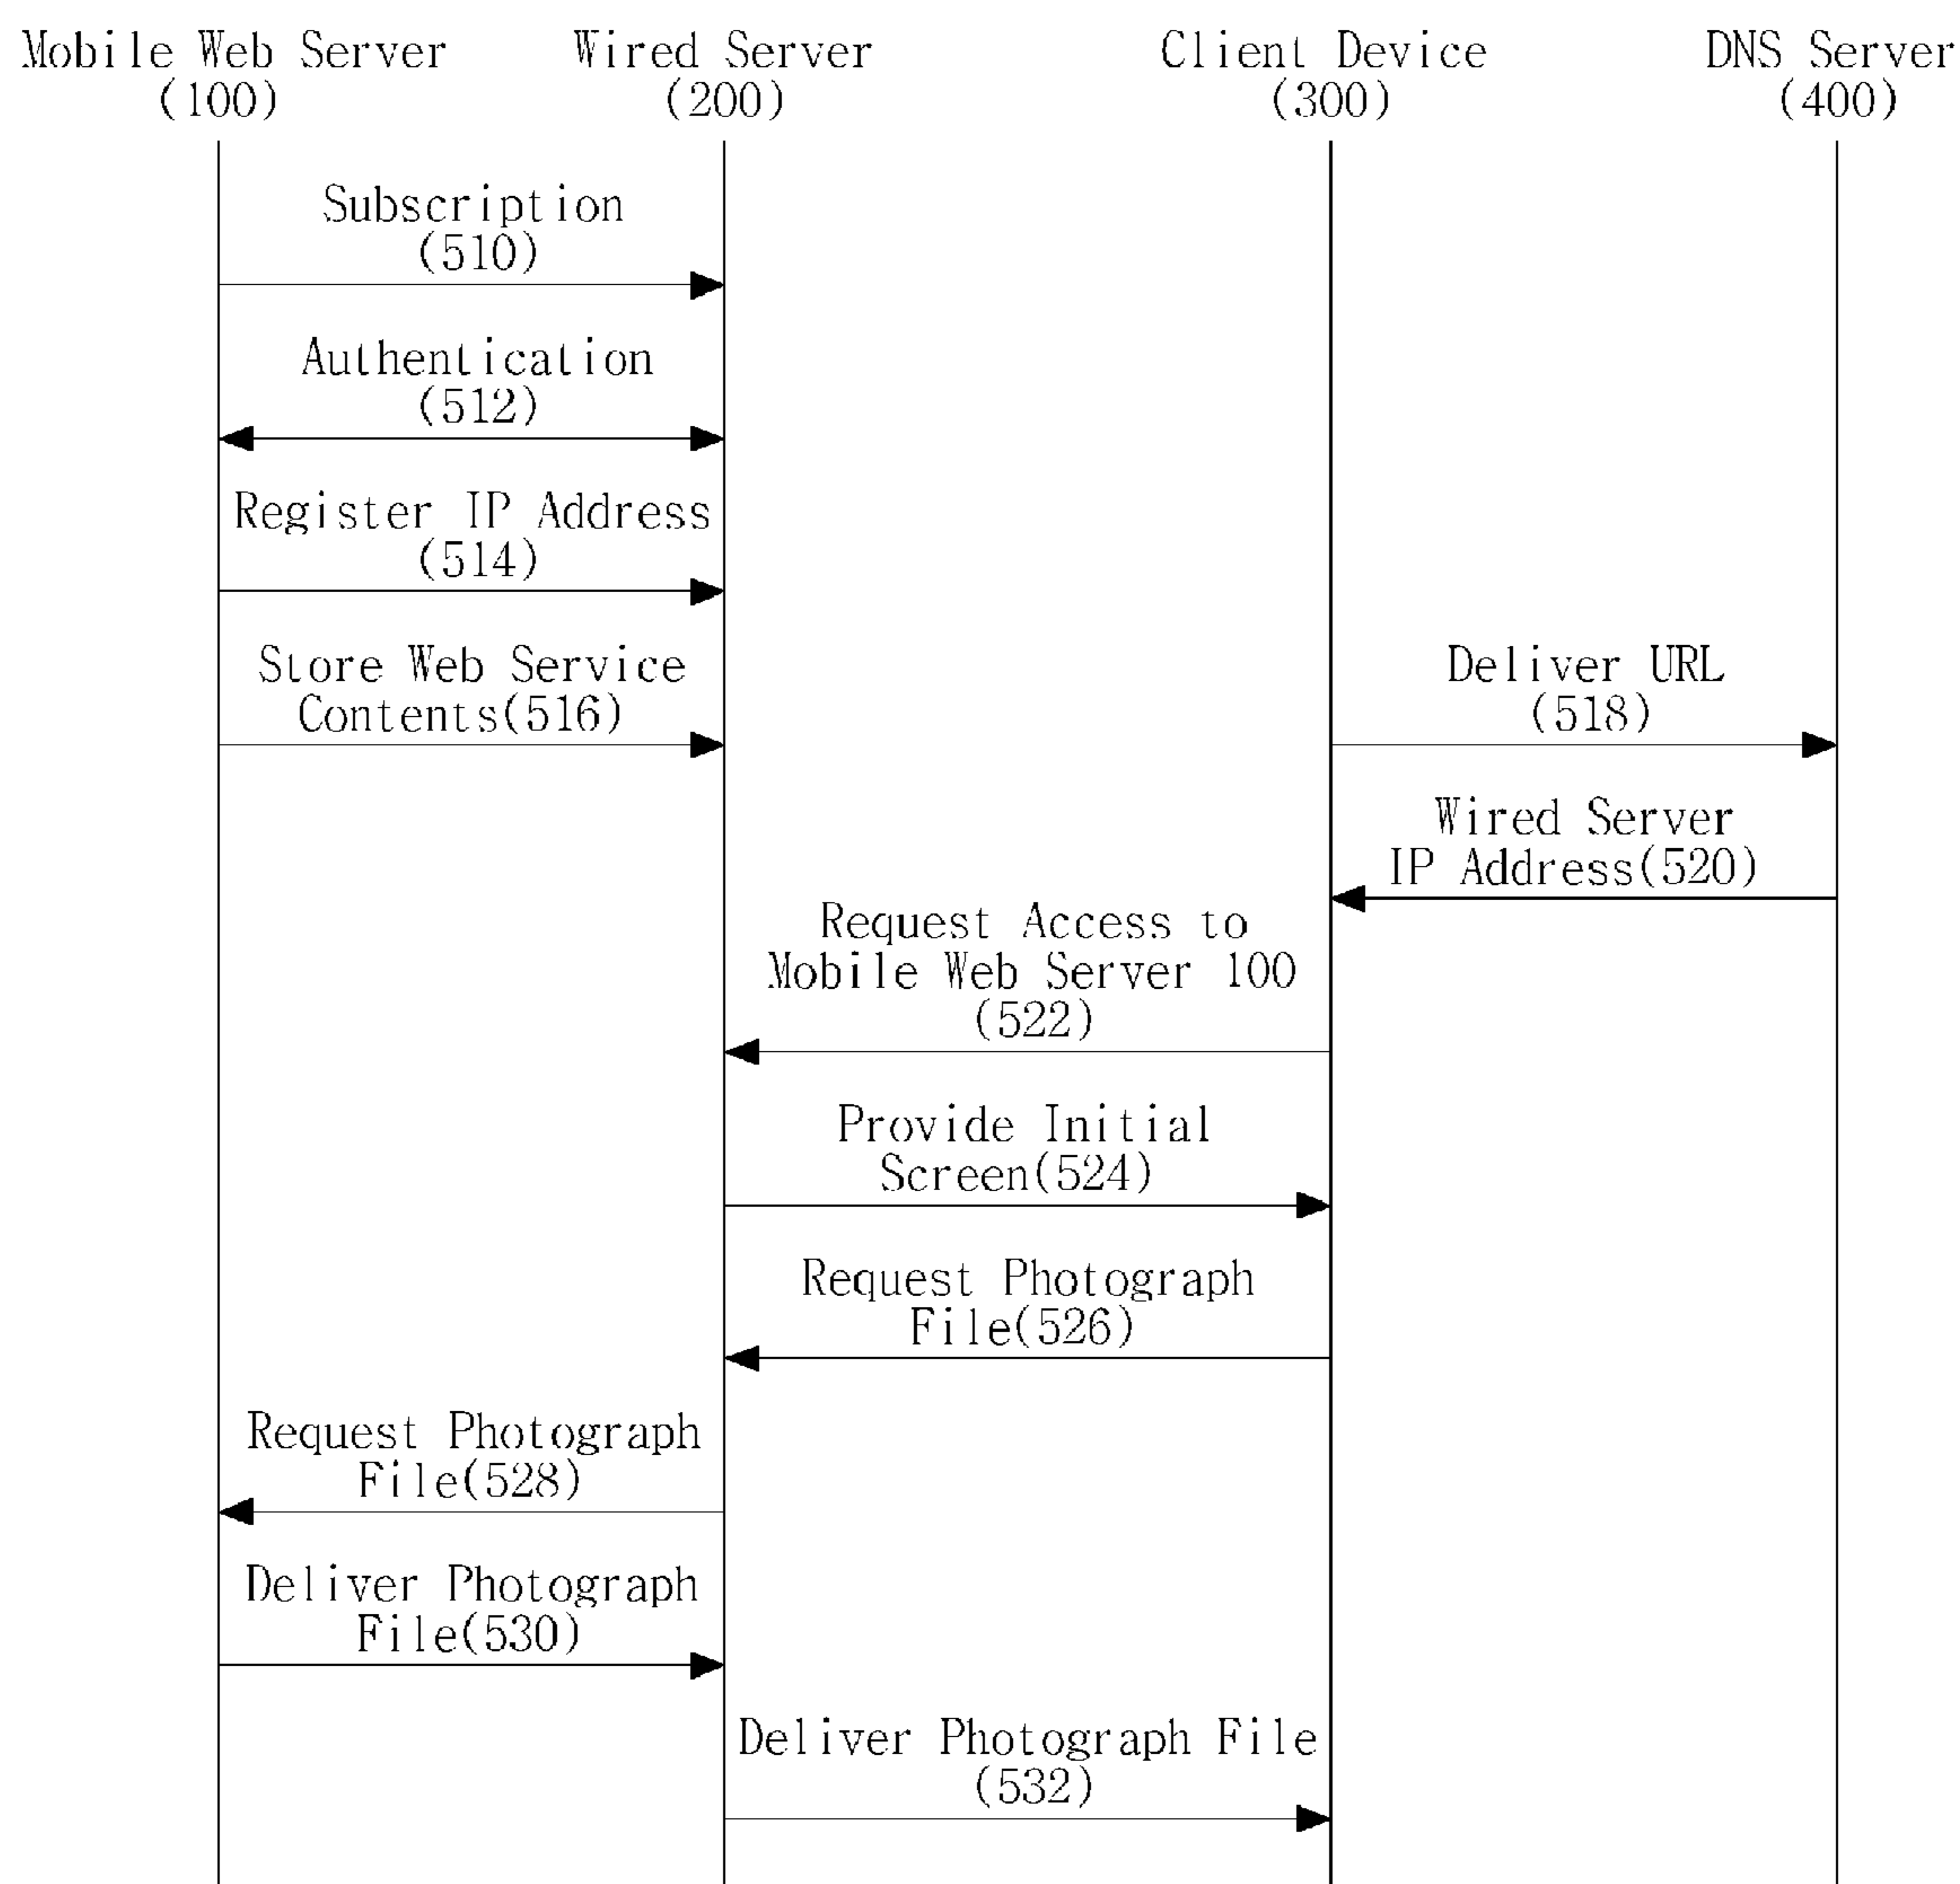 Mobile Web Server
(100)
Wired Server
(200)
Client Device
(300)
DNS Server
(400)
Subscription
(510)
Authentication
(512)
Register IP Address
(514)
Store Web Service
Contents(516)
Deliver URL
(518)
Wired Server
IP Address(520)
Request Access to
Mobile Web Server 100
(522)
Provide Initial
Screen(524)
Request Photograph
File(526)
Request Photograph
File(528)
Deliver Photograph
File(530)
Deliver Photograph File
(532)